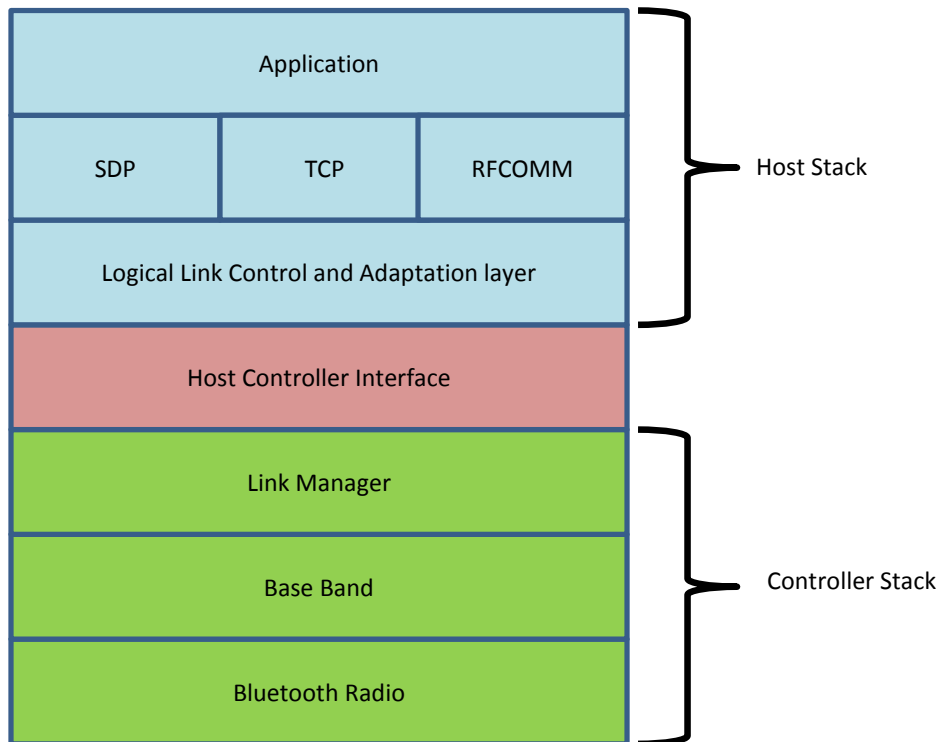 Application
SDP
TCP
RFCOMM
Host Stack
Logical Link Control and Adaptation layer
Host Controller Interface
Link Manager
Base Band
Controller Stack
Bluetooth Radio